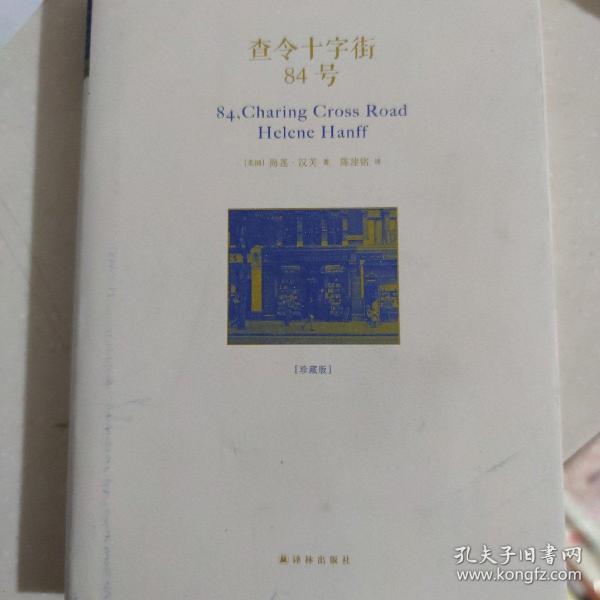 查令十字街
84号
84,Charing Cross Road
Helene Hanff
[美国] 海莲·汉芙 著 陈建铭 译
[珍藏版]
译林出版社
孔夫子旧书网
www.kongfz.com